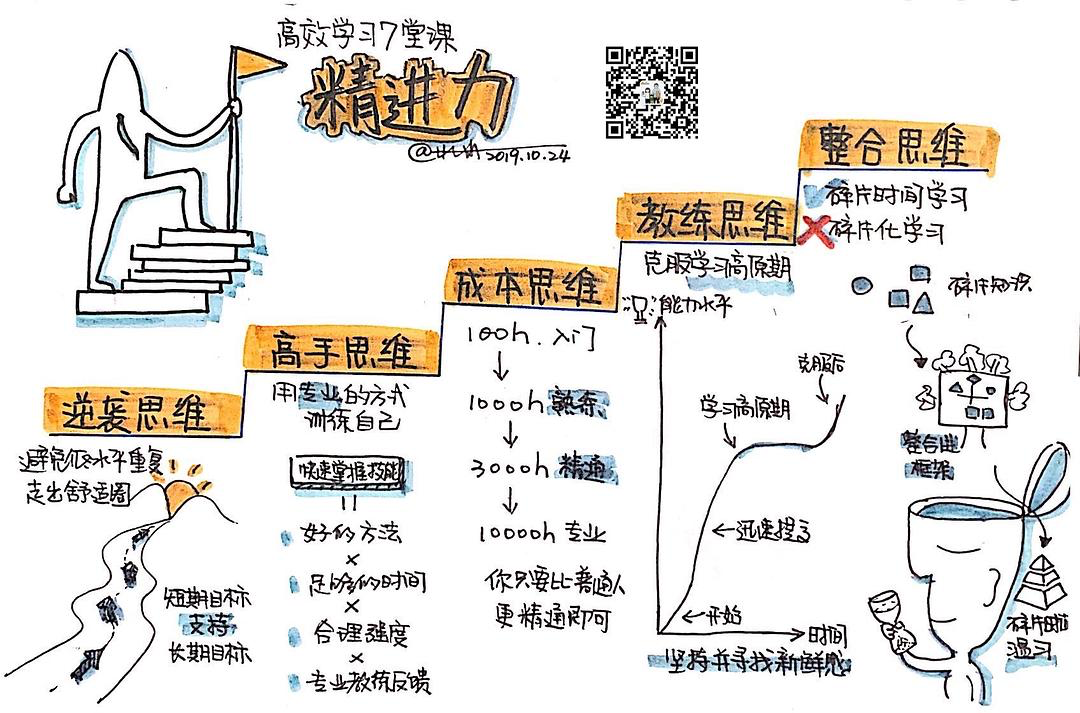 高效学习7堂课
精进力
2019.10.24
逆袭思维
避免低水平重复
走出舒适圈
短期目标
支持
长期目标
高手思维
用专业的方式
训练自己
快速掌握技能
=
好的方法
×
足够的时间
×
合理强度
×
专业教练反馈
成本思维
100h.入门
1000h 熟练
3000h 精通
10000h 专业
你只要比普通人
更精通即可
教练思维
克服学习高原期
能力水平
克服后
学习高原期
迅速提高
开始
时间
坚持并寻找新鲜感
整合思维
碎片时间学习
碎片化学习
碎片知识
整合进
框架
碎片时间
温习